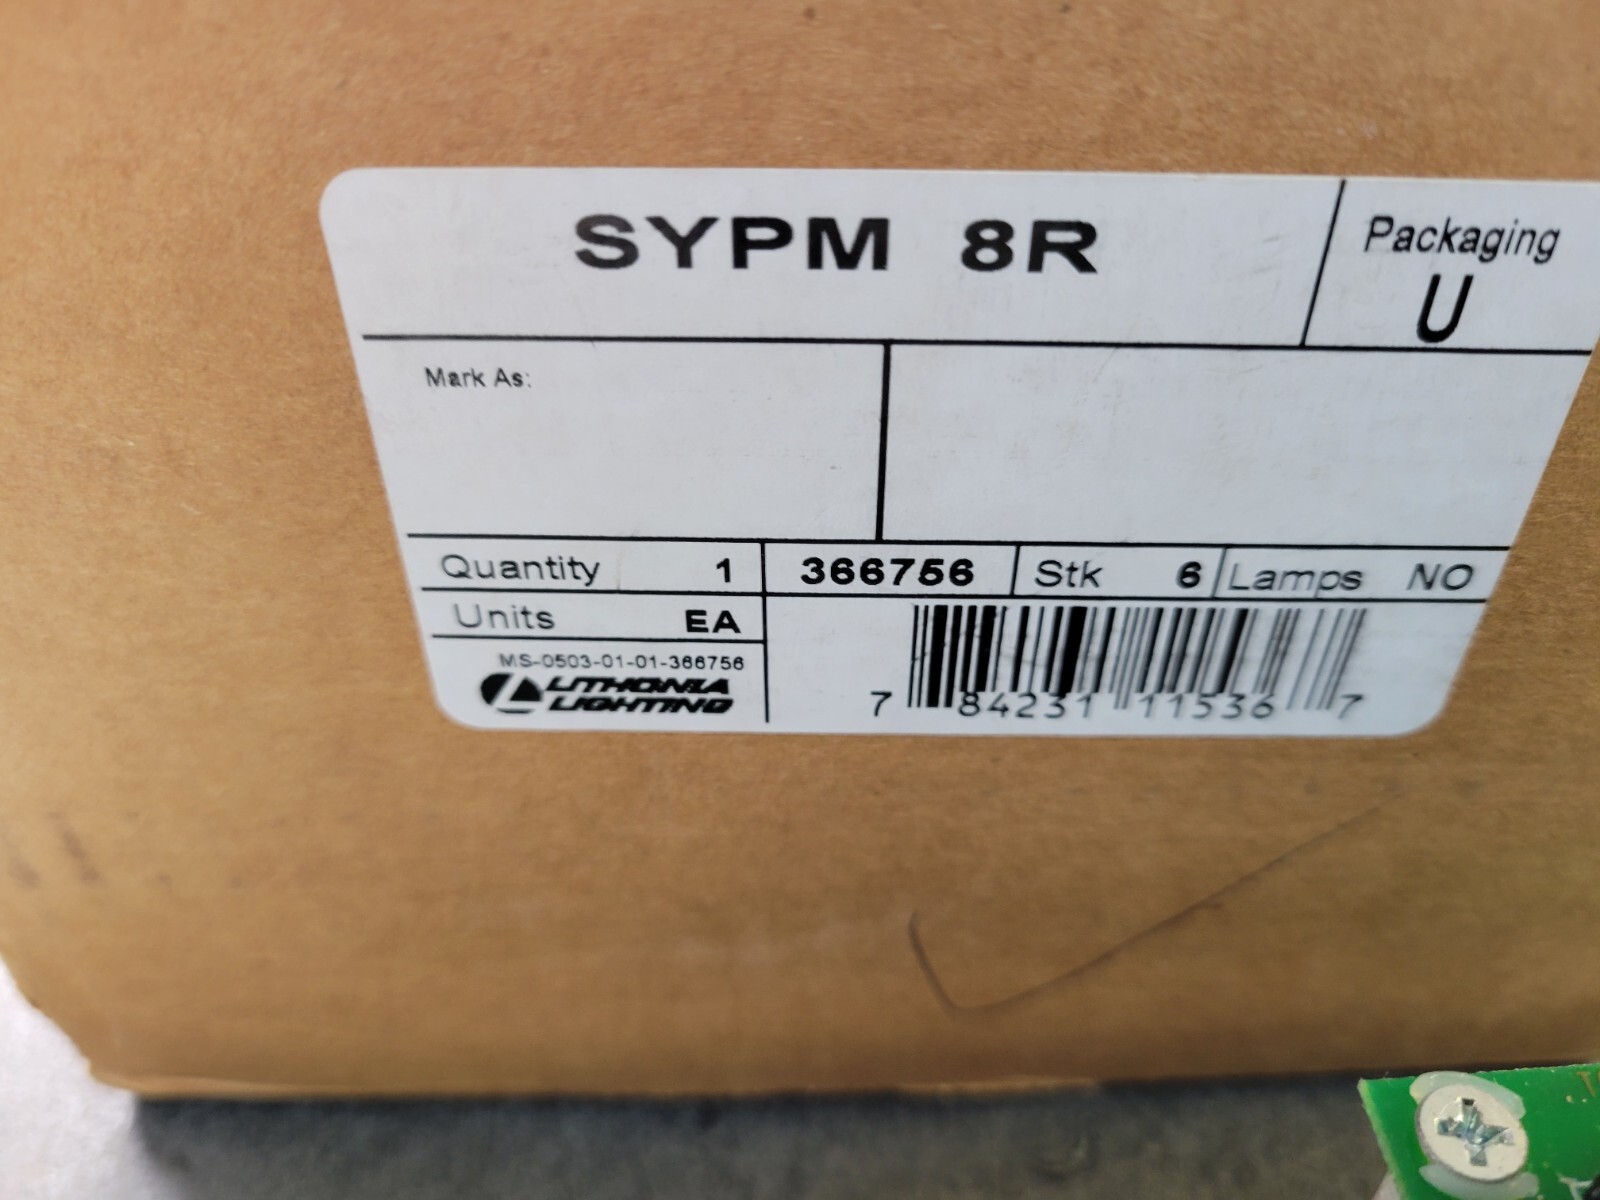 SYPM 8R
Packaging
U
Mark As:
Quantity 1 366756 Stk 6 Lamps NO
Units EA
MS-0503-01-01-366756
LITHONIA
LIGHTING
7 84231 11536 7